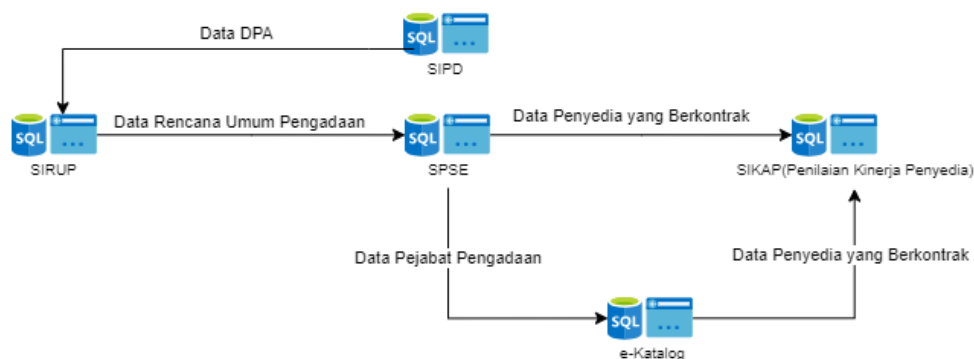 Data DPA
SQL
SIPD
SQL
Data Rencana Umum Pengadaan
SQL
Data Penyedia yang Berkontrak
SQL
SIRUP
SPSE
SIKAP(Penilaian Kinerja Penyedia)
Data Pejabat Pengadaan
Data Penyedia yang Berkontrak
SQL
e-Katalog